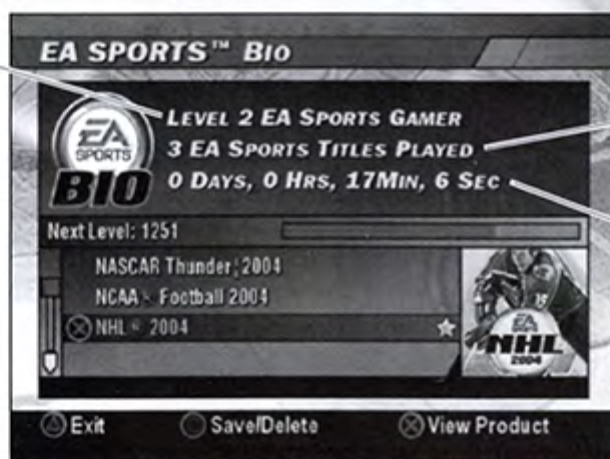 EA SPORTS™ BIO
LEVEL 2 EA SPORTS GAMER
3 EA SPORTS TITLES PLAYED
0 DAYS, 0 HRS, 17MIN, 6 SEC
EA
SPORTS
BIO
Next Level: 1251
NASCAR Thunder 2004
NCAA® Football 2004
NHL® 2004
EA
NHL
2004
Exit
Save/Delete
View Product